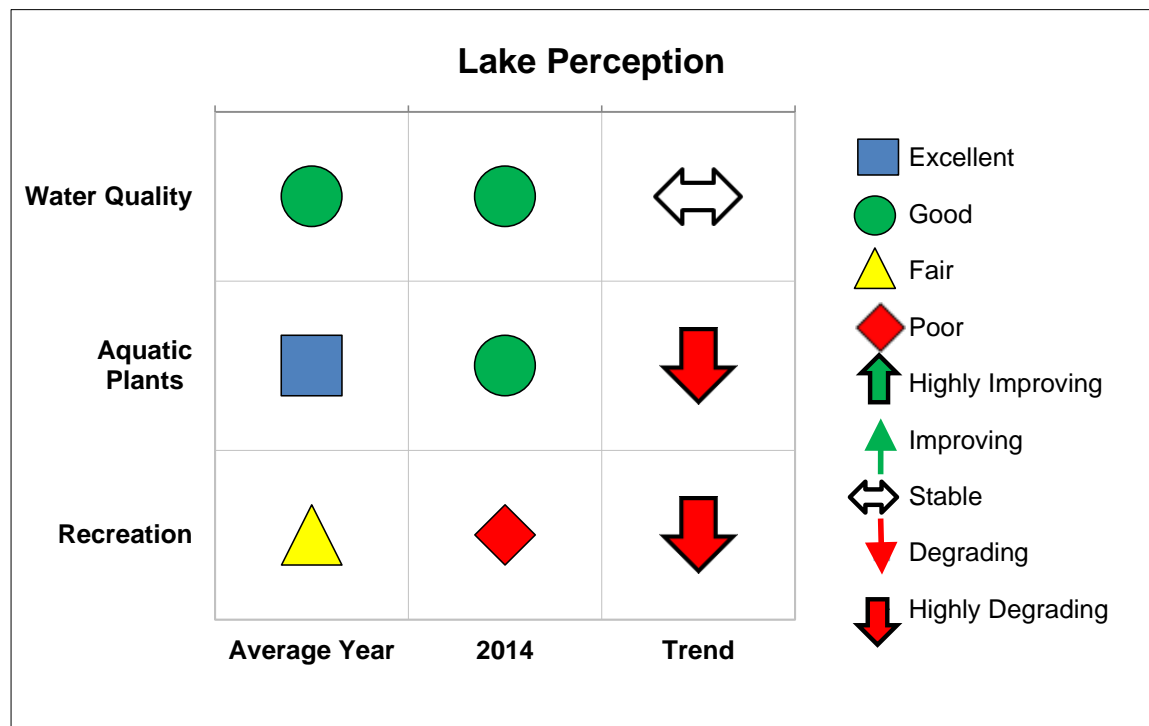 Lake Perception
Water Quality
Aquatic
Plants
Recreation
Average Year
2014
Trend
Excellent
Good
Fair
Poor
Highly Improving
Improving
Stable
Degrading
Highly Degrading